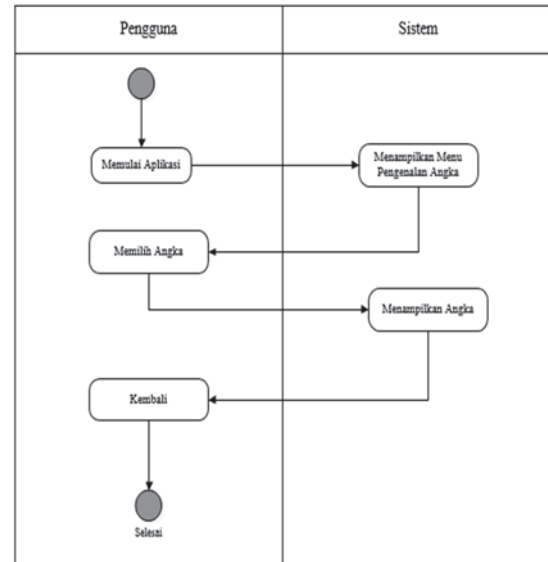 Pengguna
Sistem
Memulai Aplikasi
Menampilkan Menu
Pengenalan Angka
Memilih Angka
Menampilkan Angka
Kembali
Selesai